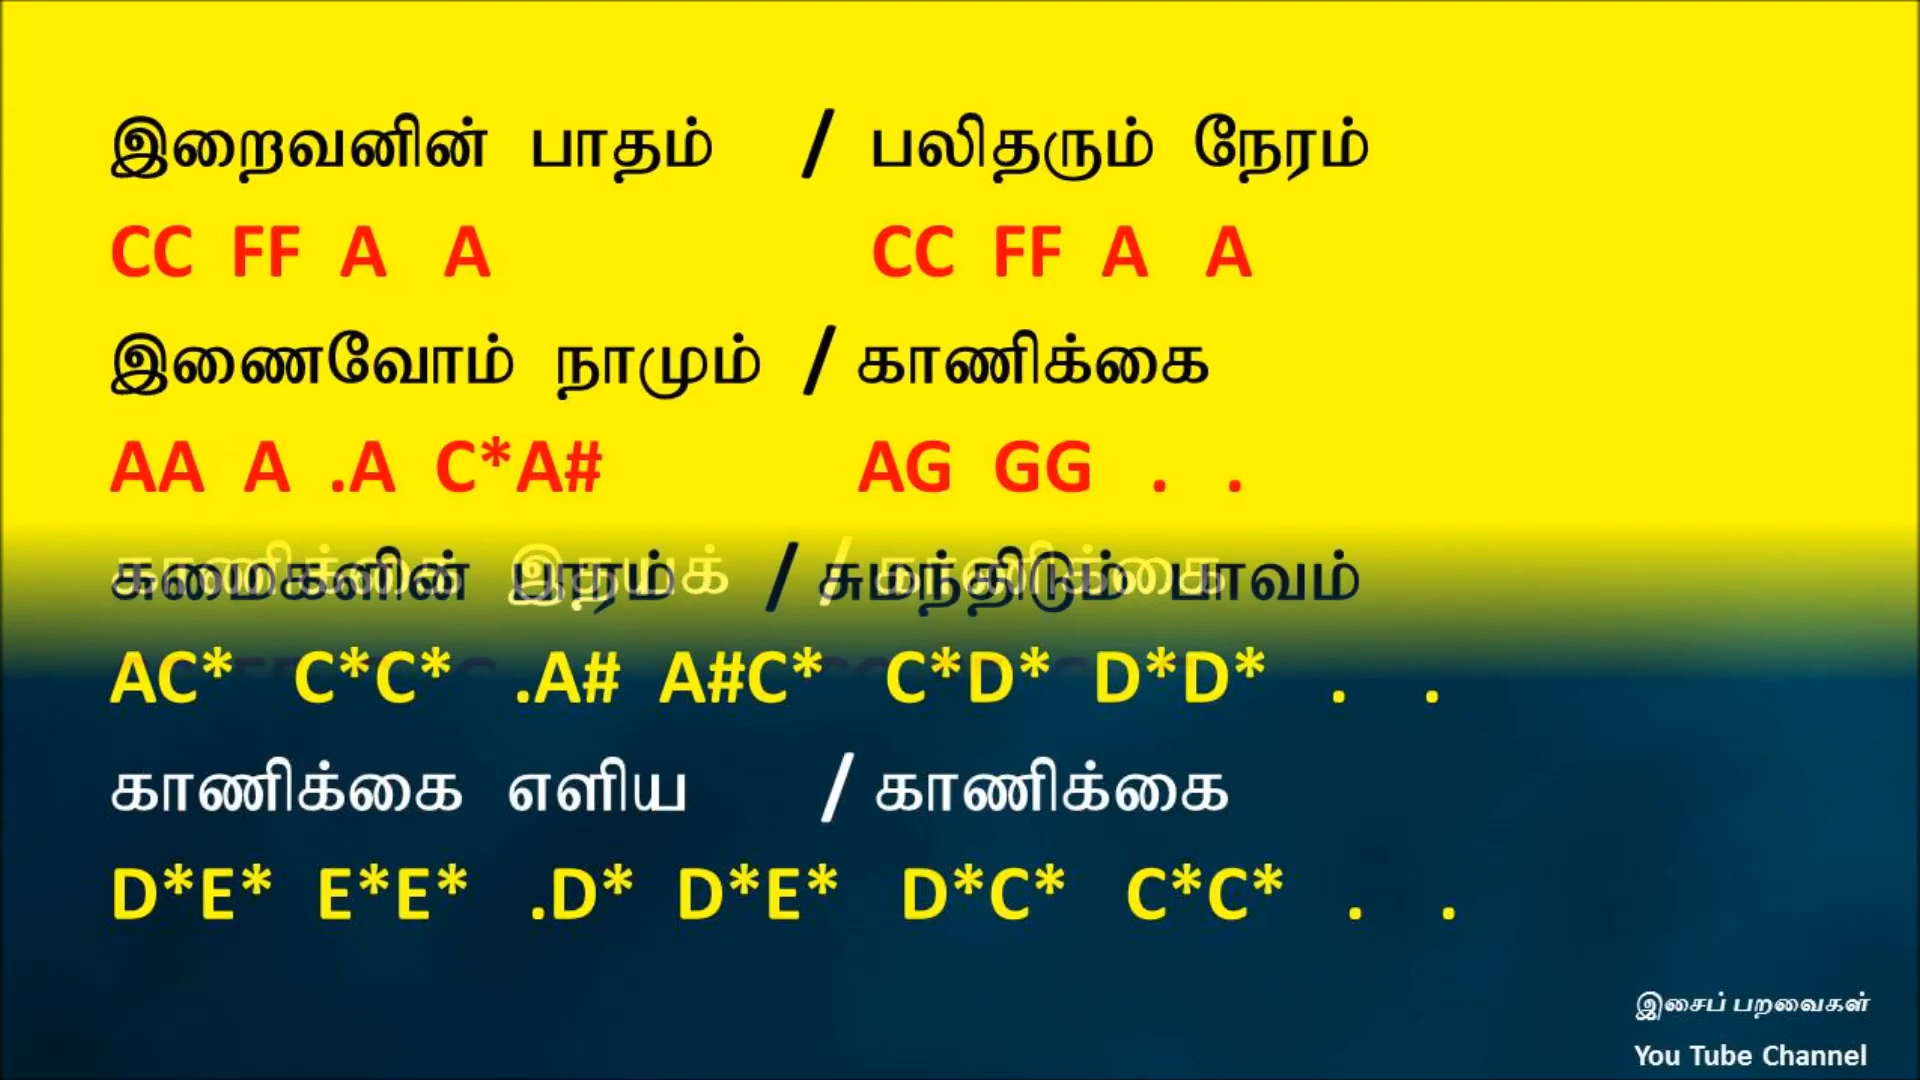 இறைவனின் பாதம் / பலிதரும் நேரம்
CC FF A A CC FF A A
இணைவோம் நாமும் / காணிக்கை
AA A .A C*A# AG GG . .
/ சுமந்திடும் பாவம்
AC* C*C* .A# A#C* C*D* D*D* . .
காணிக்கை எளிய / காணிக்கை
D*E* E*E* .D* D*E* D*C* C*C* . .
இசைப் பறவைகள்
You Tube Channel